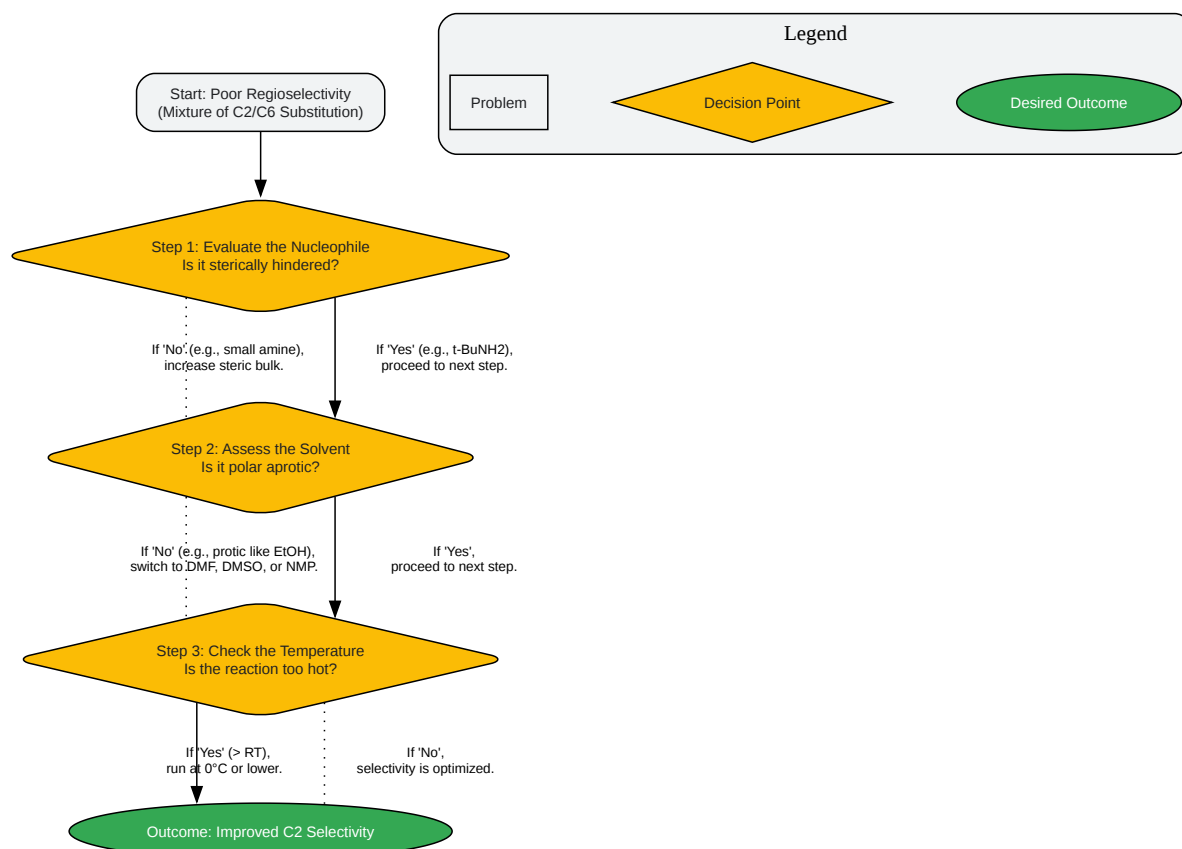 Legend
Problem
Decision Point
Desired Outcome
Start: Poor Regioselectivity
(Mixture of C2/C6 Substitution)
Step 1: Evaluate the Nucleophile
Is it sterically hindered?
If 'No' (e.g., small amine),
increase steric bulk.
If 'Yes' (e.g., t-BuNH2),
proceed to next step.
Step 2: Assess the Solvent
Is it polar aprotic?
If 'No' (e.g., protic like EtOH),
switch to DMF, DMSO, or NMP.
If 'Yes',
proceed to next step.
Step 3: Check the Temperature
Is the reaction too hot?
If 'Yes' (> RT),
run at 0°C or lower.
If 'No',
selectivity is optimized.
Outcome: Improved C2 Selectivity